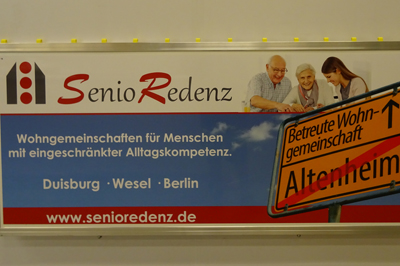 SenioRedenz
Wohngemeinschaften für Menschen
mit eingeschränkter Alltagskompetenz.
Duisburg · Wesel · Berlin
www.senioredenz.de
Betreute Wohn-
gemeinschaft
Altenheim